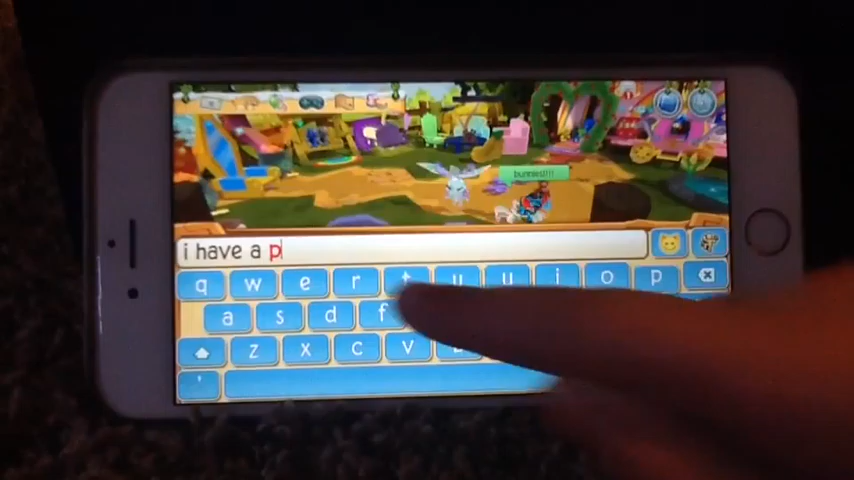 bunnies!!!!
i have a p
q w e r t y u i o p
a s d f
z x c v
'